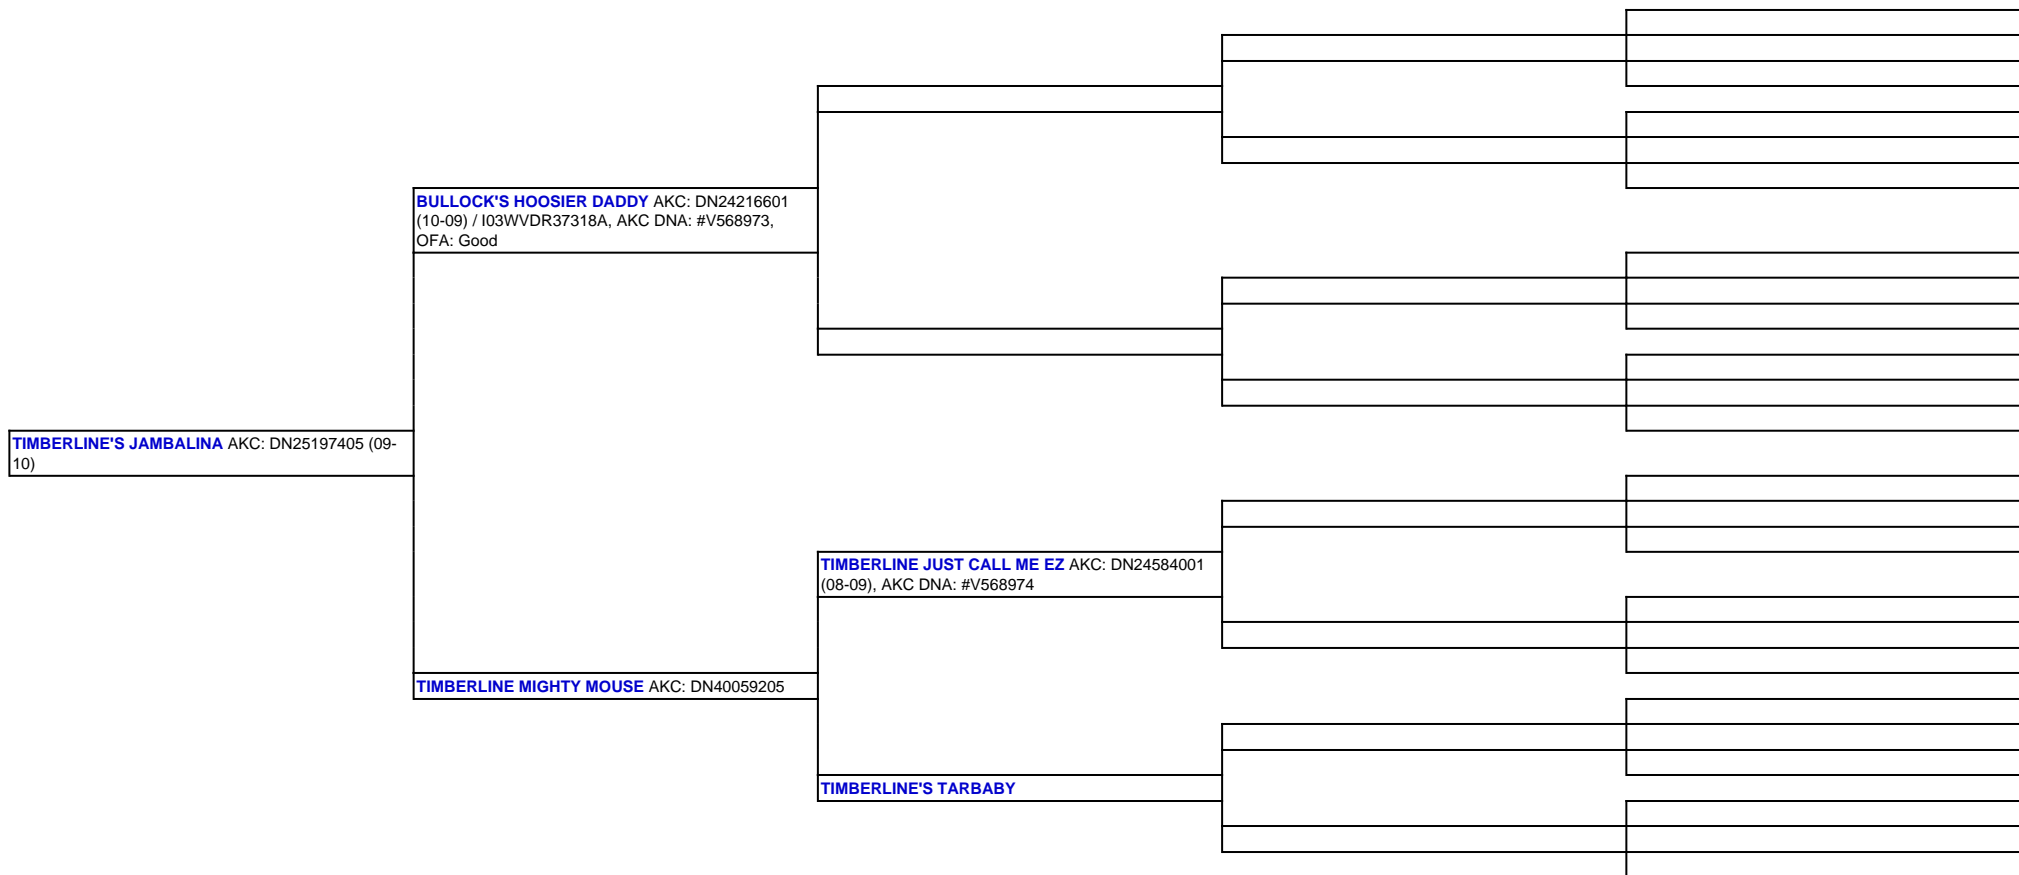 BULLOCK'S HOOSIER DADDY AKC: DN24216601
(10-09) / I03WVDR37318A, AKC DNA: #V568973,
OFA: Good
TIMBERLINE'S JAMBALINA AKC: DN25197405 (09-
10)
TIMBERLINE JUST CALL ME EZ AKC: DN24584001
(08-09), AKC DNA: #V568974
TIMBERLINE MIGHTY MOUSE AKC: DN40059205
TIMBERLINE'S TARBABY